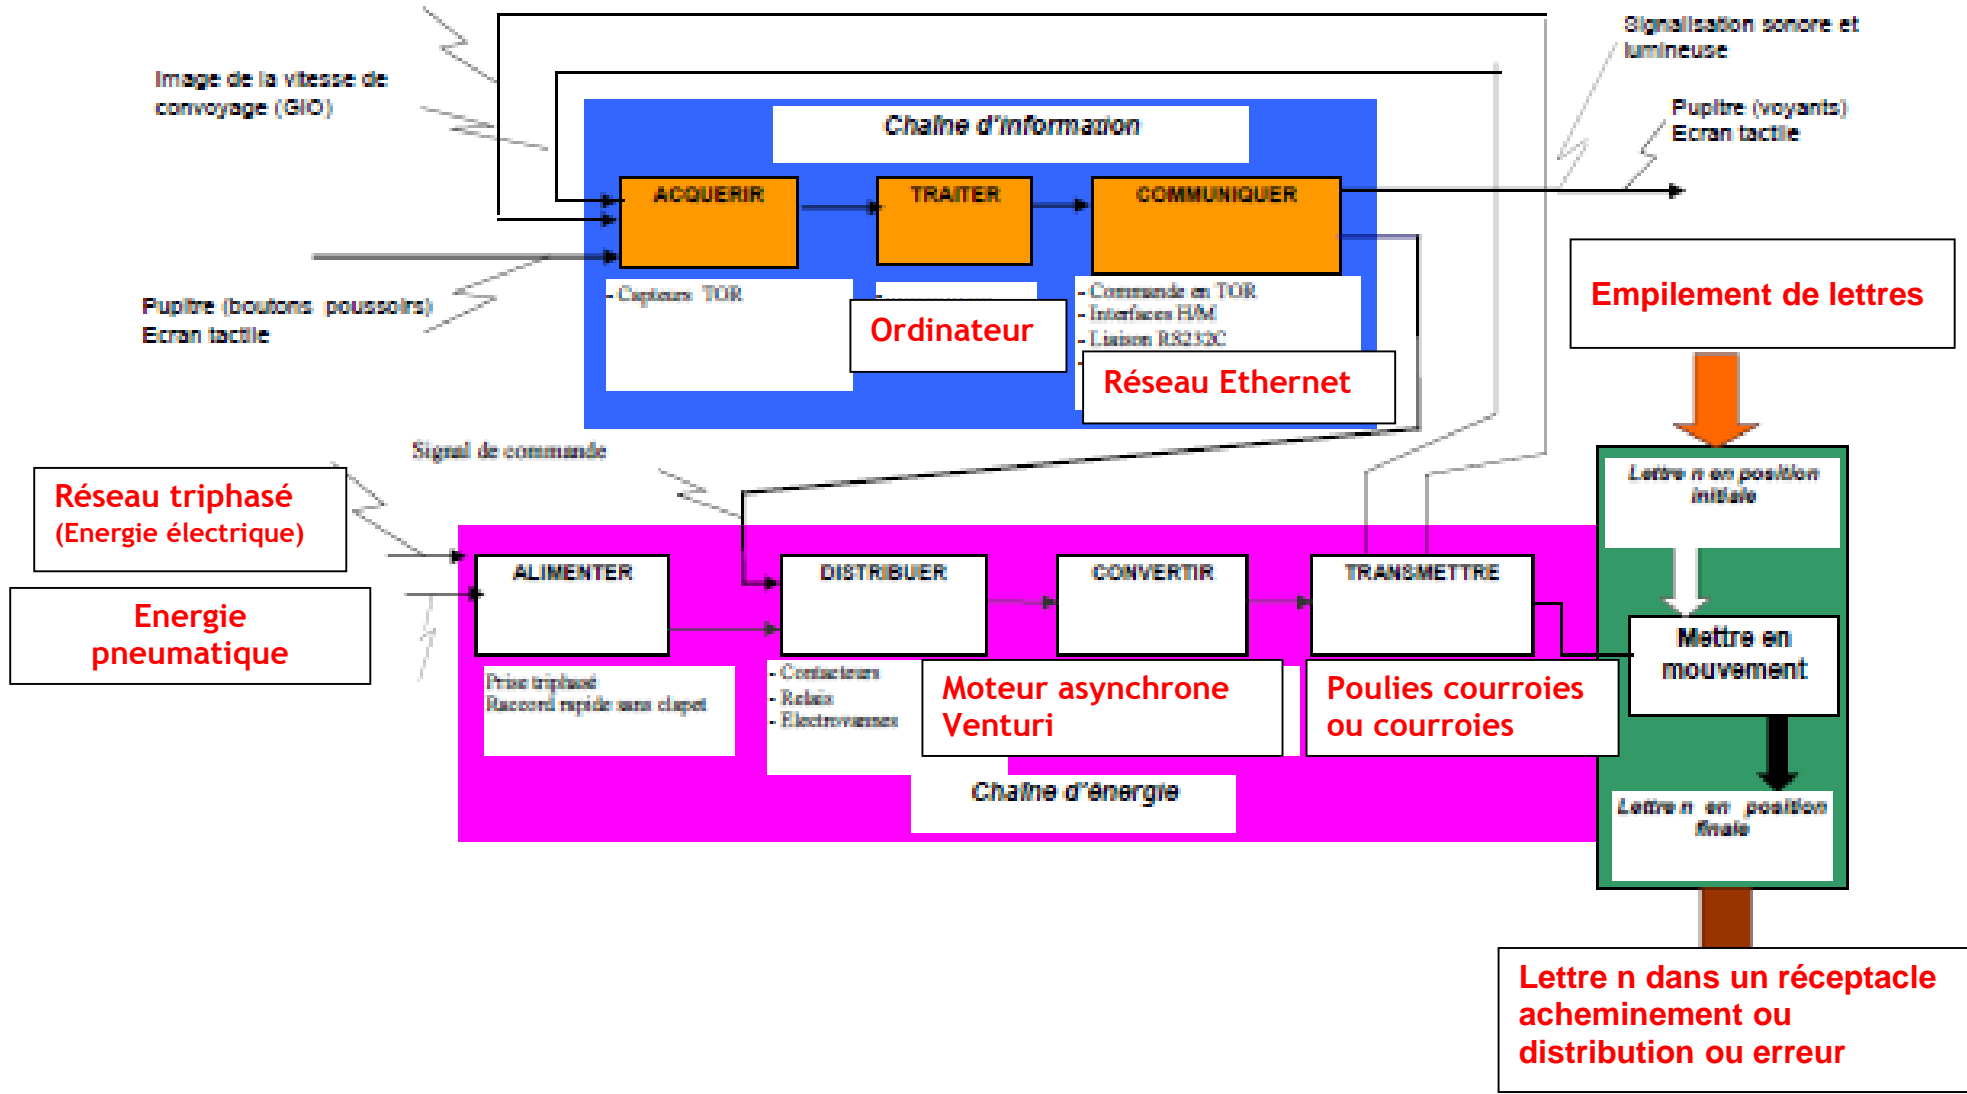 Signalisation sonore et
lumineuse
Image de la vitesse de
convoyage (GIO)
Pupitre (voyants)
Ecran tactile
Chaîne d'information
ACQUERIR
TRAITER
COMMUNIQUER
- Capteurs TOR
Ordinateur
- Commande en TOR
- Interfaces H/M
- Liaison RS232C
Réseau Ethernet
Pupitre (boutons poussoirs)
Ecran tactile
Empilement de lettres
Signal de commande
Réseau triphasé
(Energie électrique)
Energie
pneumatique
ALIMENTER
DISTRIBUER
CONVERTIR
TRANSMETTRE
Prise triphasé
Raccord rapide sans clapet
- Contacteurs
- Relais
- Electrovannes
Moteur asynchrone
Venturi
Poulies courroies
ou courroies
Chaîne d'énergie
Lettre n en position
initiale
Mettre en
mouvement
Lettre n en position
finale
Lettre n dans un réceptacle
acheminement ou
distribution ou erreur